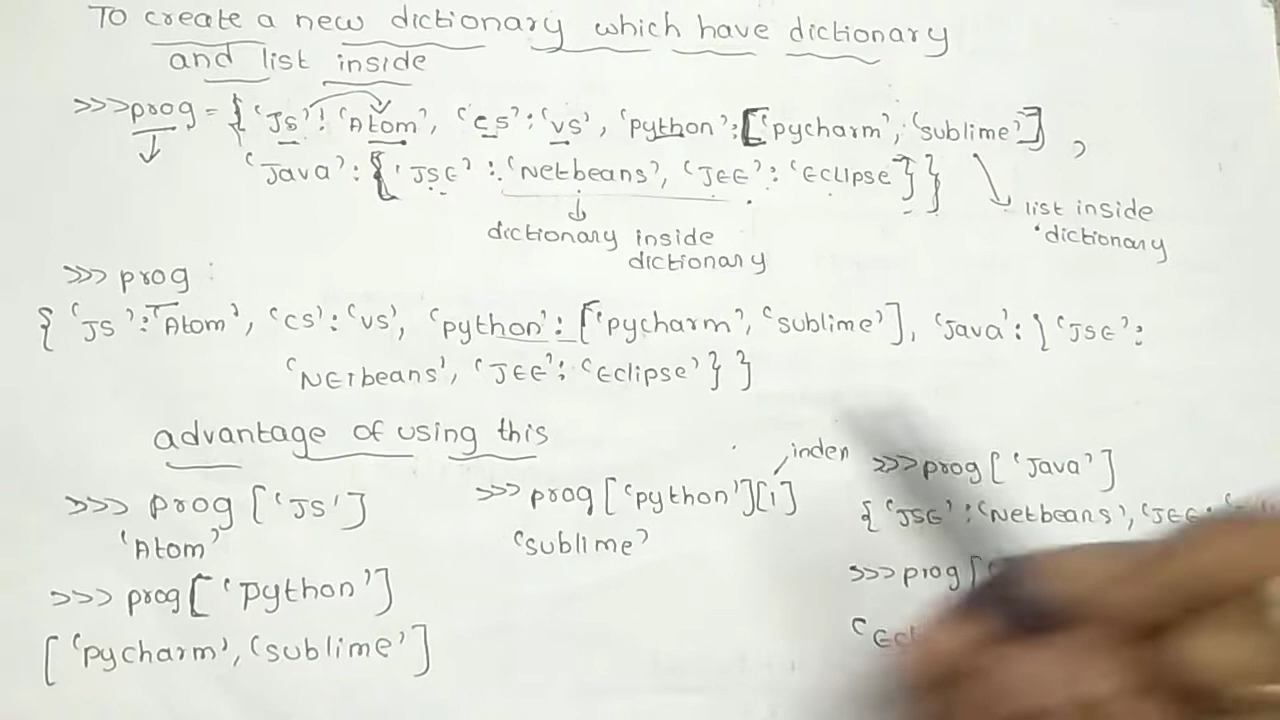 To create a new dictionary which have dictionary
and list inside
>>>prog = {'JS': 'Atom', 'CS': 'VS', 'python': ['pycharm', 'sublime'] ,
'Java': {'JSE': 'Netbeans', 'JEE': 'Eclipse'}}
list inside
'dictionary
dictionary inside
dictionary
>>> prog
{'JS': 'Atom', 'CS': 'VS', 'python': ['pycharm', 'sublime'], 'Java': {'JSE':
'NEtbeans', 'JEE': 'Eclipse'}}
advantage of using this
>>> prog['JS']
'Atom'
>>> prog['python']
['pycharm', 'sublime']
index
>>> prog['python'][1]
'sublime'
>>>prog['Java']
{'JSE': 'Netbeans', 'JEE':
>>>prog[